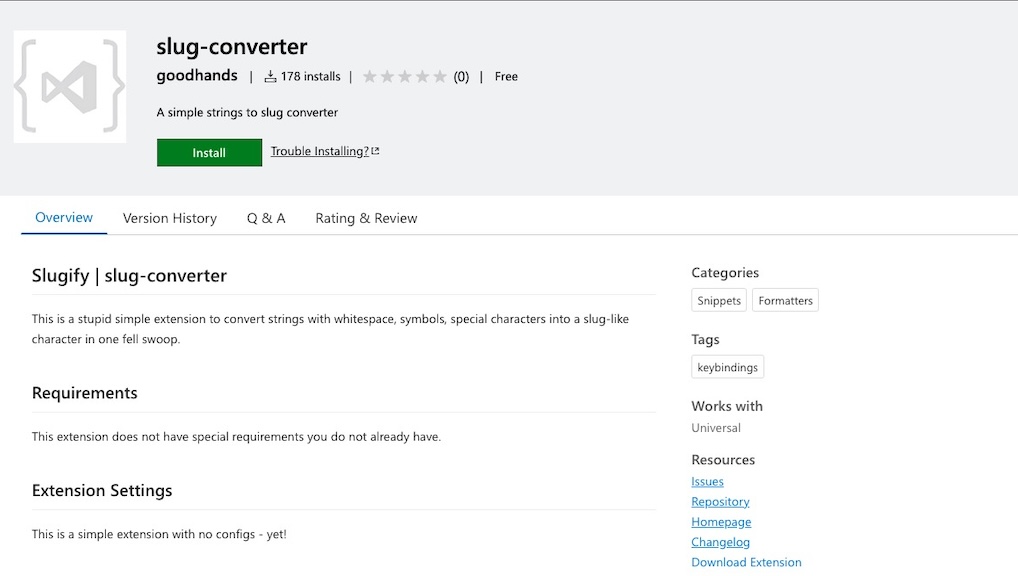 slug-converter
goodhands | 178 installs | (0) | Free
A simple strings to slug converter
Install Trouble Installing?
Overview Version History Q & A Rating & Review
Slugify | slug-converter
This is a stupid simple extension to convert strings with whitespace, symbols, special characters into a slug-like
character in one fell swoop.
Requirements
This extension does not have special requirements you do not already have.
Extension Settings
This is a simple extension with no configs - yet!
Categories
Snippets Formatters
Tags
keybindings
Works with
Universal
Resources
Issues
Repository
Homepage
Changelog
Download Extension